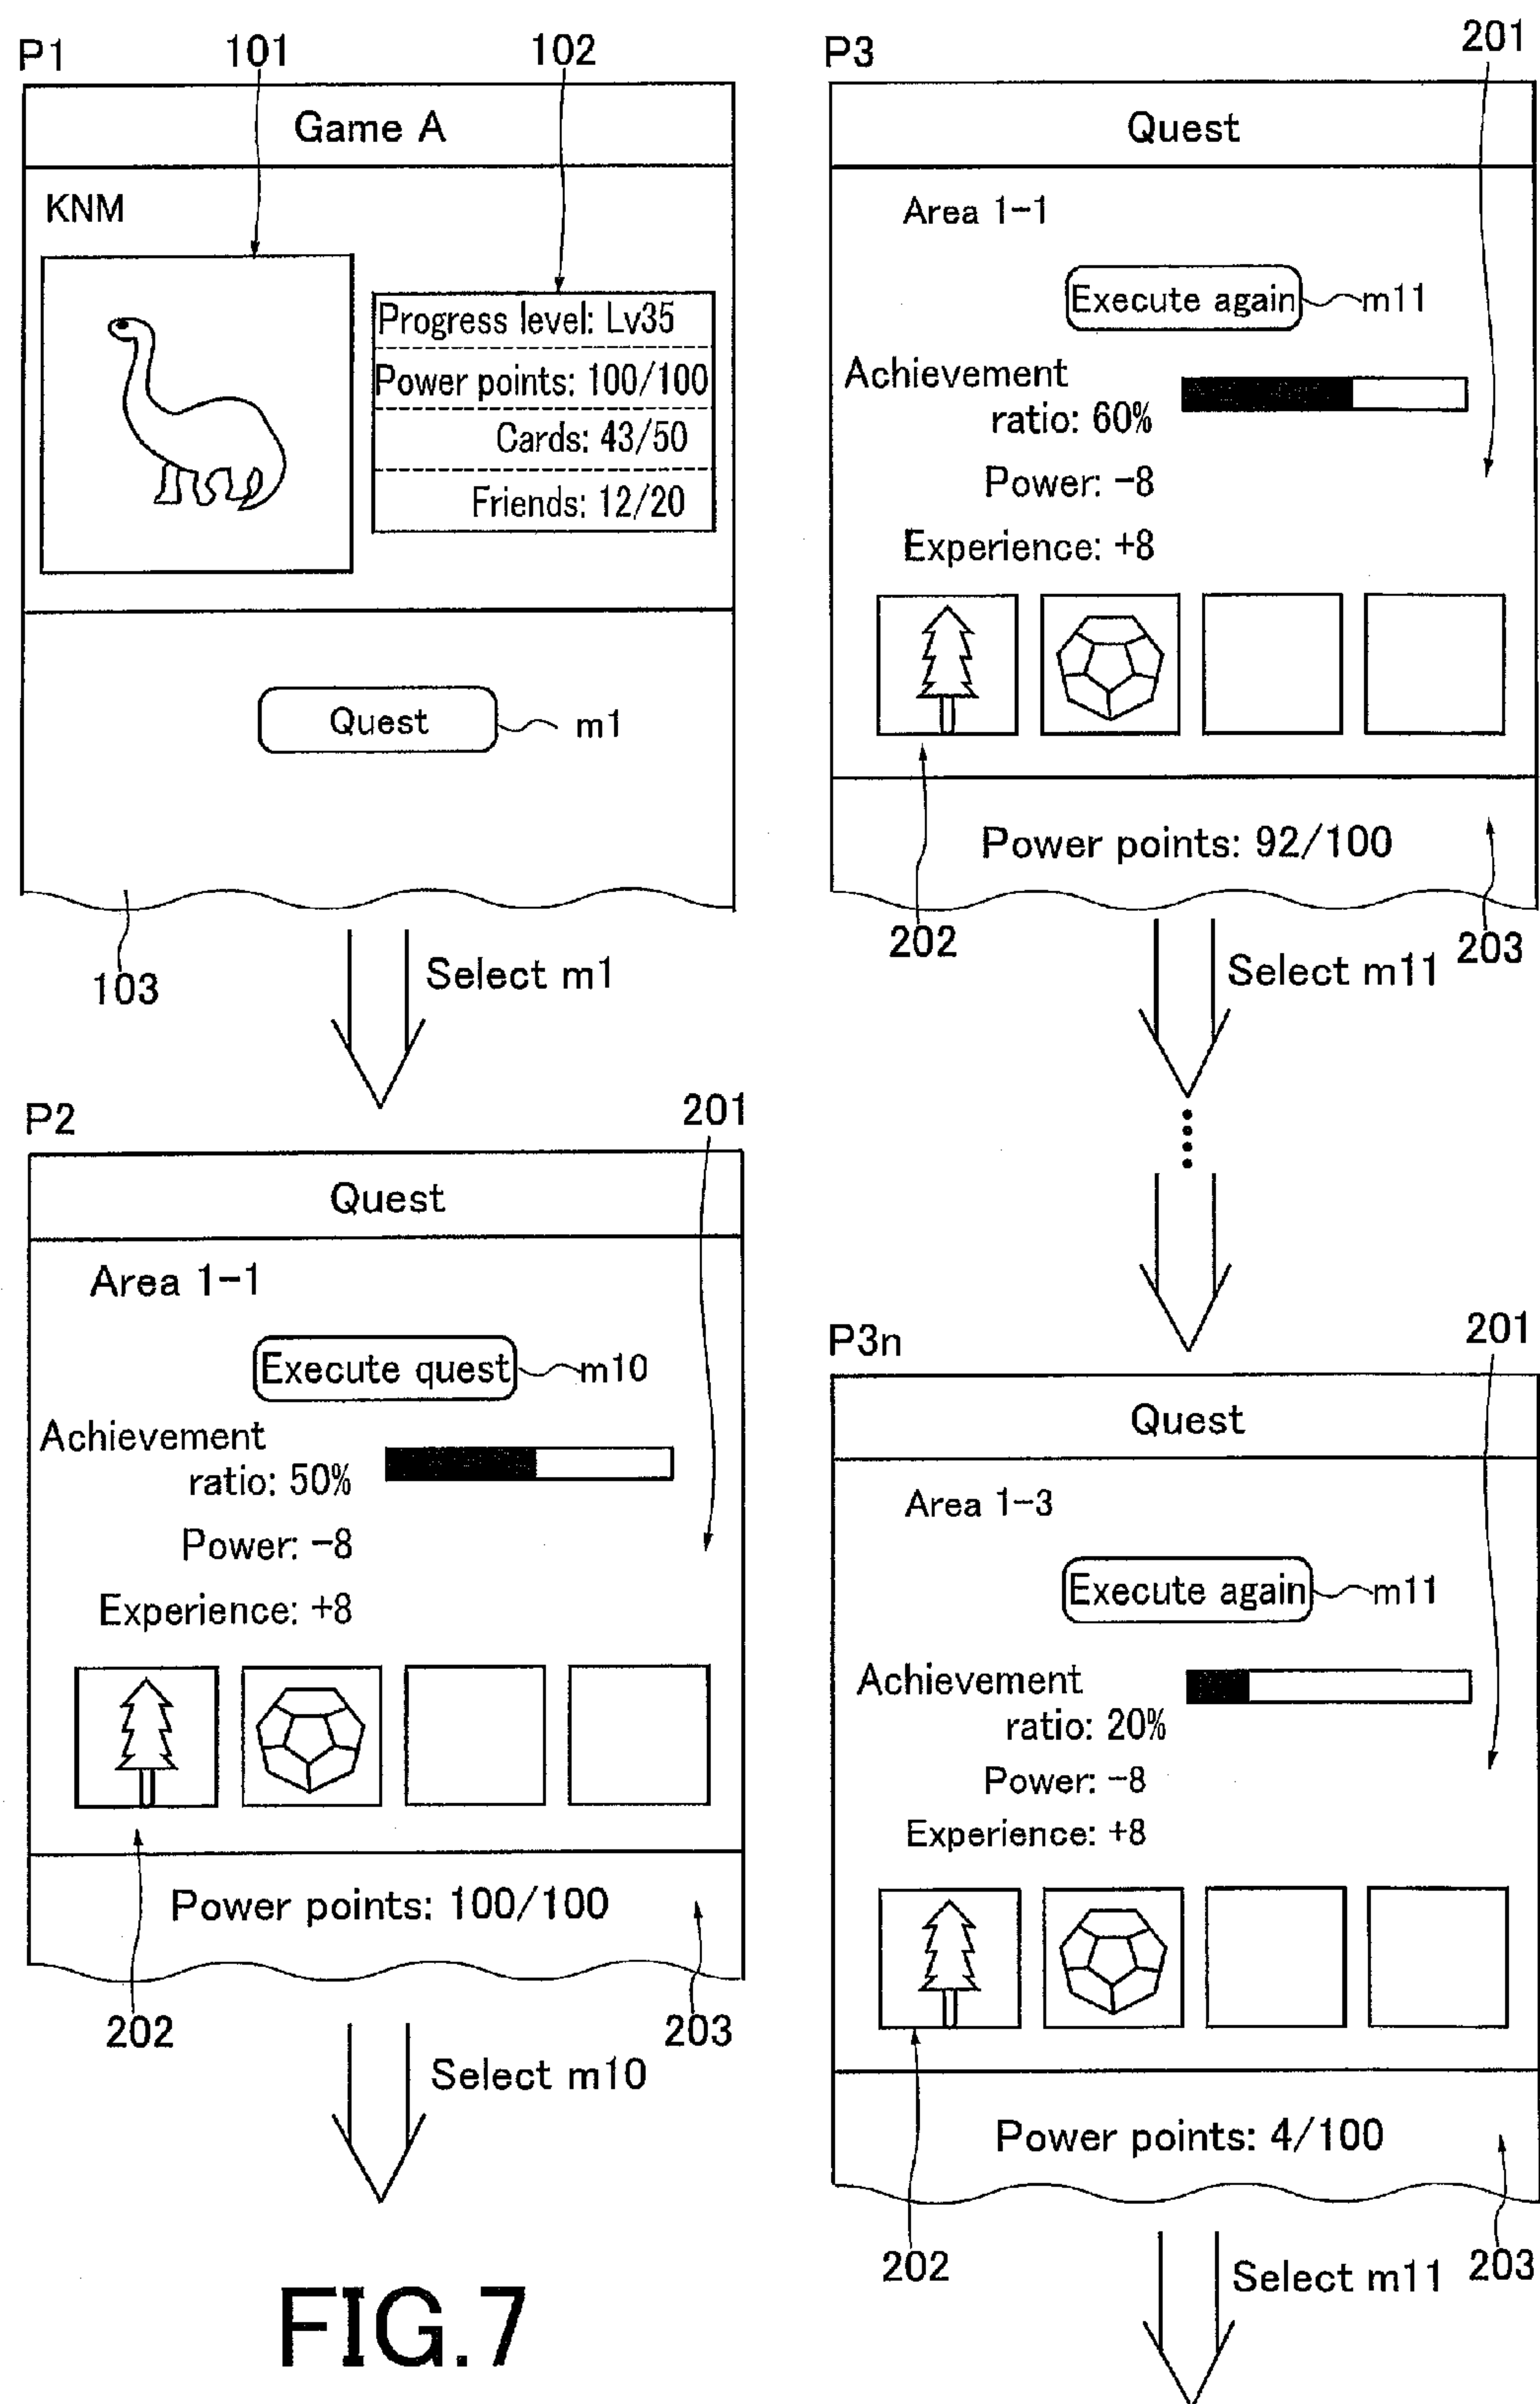 P1
101
102
Game A
KNM
Progress level: Lv35
Power points: 100/100
Cards: 43/50
Friends: 12/20
Quest
m1
103
Select m1
P2
201
Quest
Area 1-1
Execute quest
m10
Achievement
ratio: 50%
Power: -8
Experience: +8
Power points: 100/100
202
203
Select m10
P3
201
Quest
Area 1-1
Execute again
m11
Achievement
ratio: 60%
Power: -8
Experience: +8
Power points: 92/100
202
203
Select m11
P3n
201
Quest
Area 1-3
Execute again
m11
Achievement
ratio: 20%
Power: -8
Experience: +8
Power points: 4/100
202
203
Select m11
FIG.7